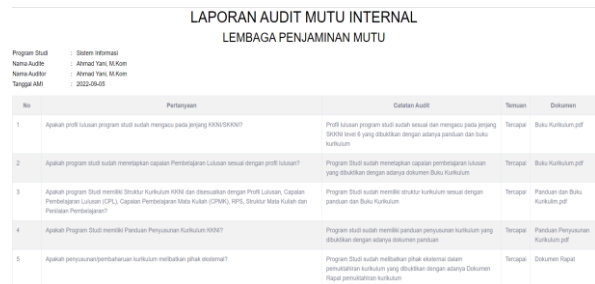 LAPORAN AUDIT MUTU INTERNAL
LEMBAGA PENJAMINAN MUTU
Program Studi : Sistem Informasi
Nama Audite : Ahmad Yani, M.Kom
Nama Auditor : Ahmad Yani, M.Kom
Tanggal AMI : 2022-09-05
No Pertanyaan Catatan Audit Temuan Dokumen
1 Apakah profil lulusan program studi sudah mengacu pada jenjang KKNI/SKKNI? Profil lulusan program studi sudah sesuai dan mengacu pada jenjang Tercapai Buku Kurikulum.pdf
SKKNI level 6 yang dibuktikan dengan adanya panduan dan buku
kurikulum
2 Apakah program studi sudah menetapkan capaian Pembelajaran Lulusan sesuai dengan profil lulusan? Program Studi sudah menetapkan capaian pembelajaran lulusan Tercapai Buku Kurikulum.pdf
yang dibuktikan dengan adanya dokumen Buku Kurikulum
3 Apakah program Studi memiliki Struktur Kurikulum KKNI dan disesuaikan dengan Profil Lulusan, Capaian Program Studi sudah memiliki struktur kurikulum sesuai dengan Tercapai Panduan dan Buku
Pembelajaran Lulusan (CPL), Capaian Pembelajaran Mata Kuliah (CPMK), RPS, Struktur Mata Kuliah dan panduan dan Buku Kurikulum Kurikulim.pdf
Penilaian Pembelajaran?
4 Apakah Program Studi memiliki Panduan Penyusunan Kurikulum KKNI? Program studi sudah memiliki panduan penyusunan kurikulum yang Tercapai Panduan Penyusunan
dibuktikan dengan adanya dokumen panduan Kurikulum.pdf
5 Apakah penyusunan/pembaharuan kurikulum melibatkan pihak eksternal? Program Studi sudah melibatkan pihak eksternal dalam Tercapai Dokumen Rapat
pemuktahiran kurikulum yang dibuktikan dengan adanya Dokumen
Rapat pemuktahiran kurikulum